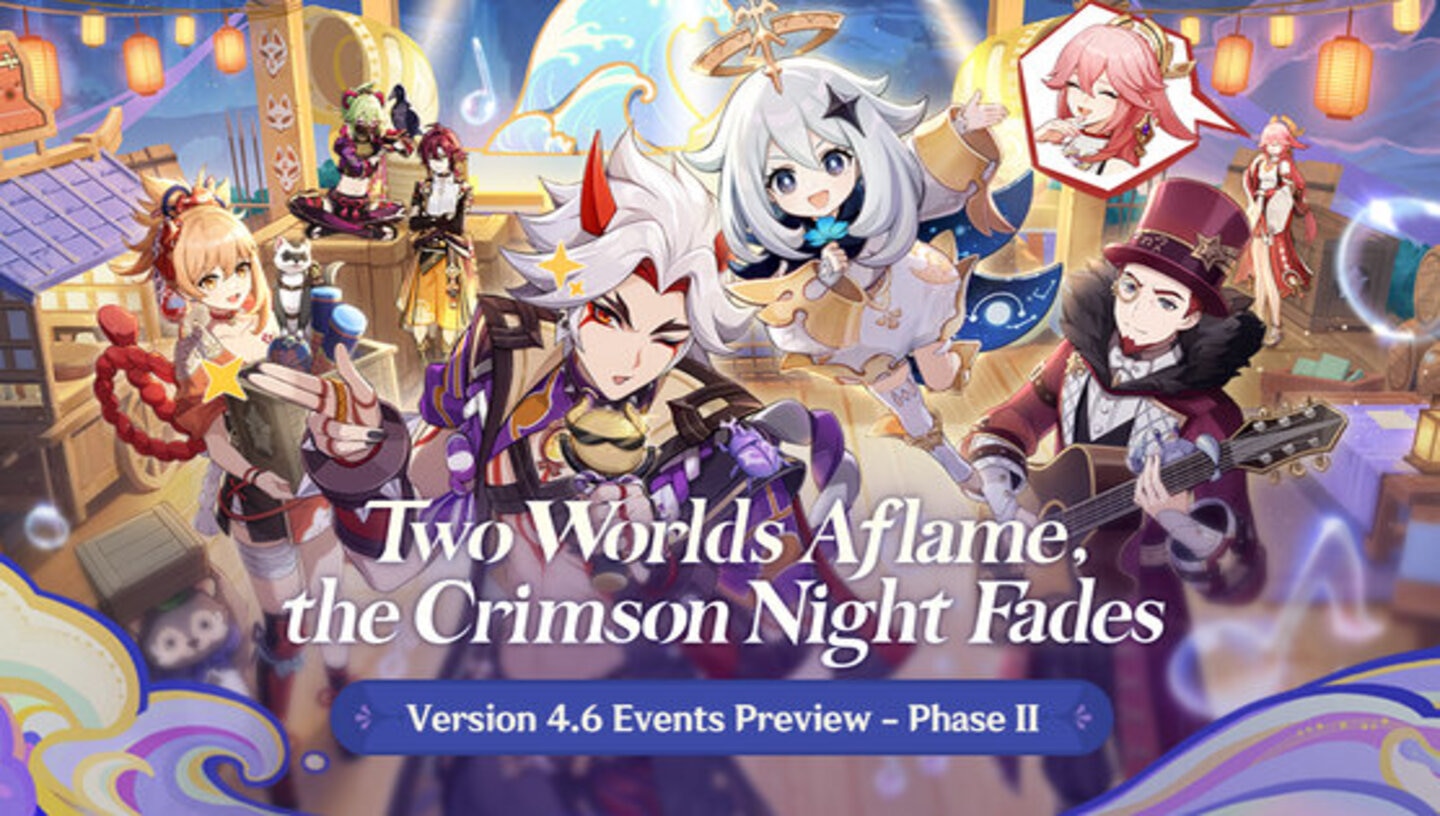 Two Worlds Aflame,
the Crimson Night Fades
Version 4.6 Events Preview – Phase II